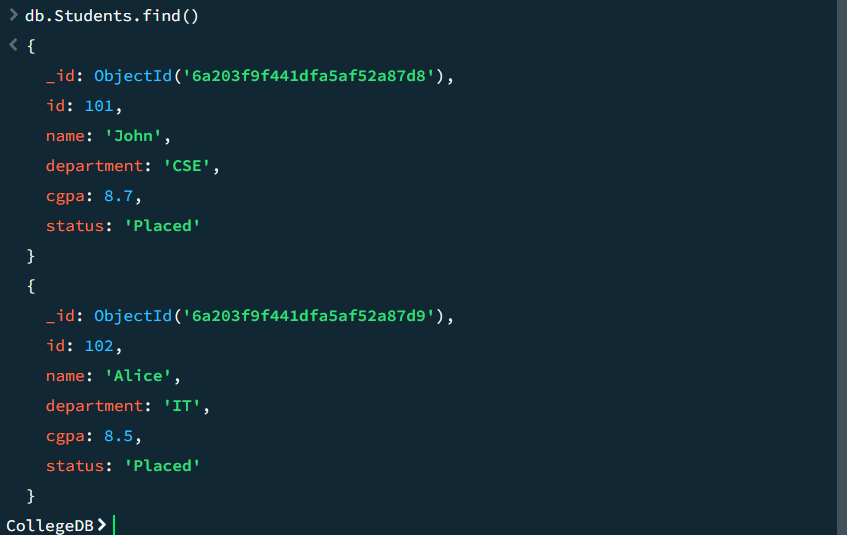 > db.Students.find()
< {
_id: ObjectId('6a203f9f441dfa5af52a87d8'),
id: 101,
name: 'John',
department: 'CSE',
cgpa: 8.7,
status: 'Placed'
}
{
_id: ObjectId('6a203f9f441dfa5af52a87d9'),
id: 102,
name: 'Alice',
department: 'IT',
cgpa: 8.5,
status: 'Placed'
}
CollegeDB>